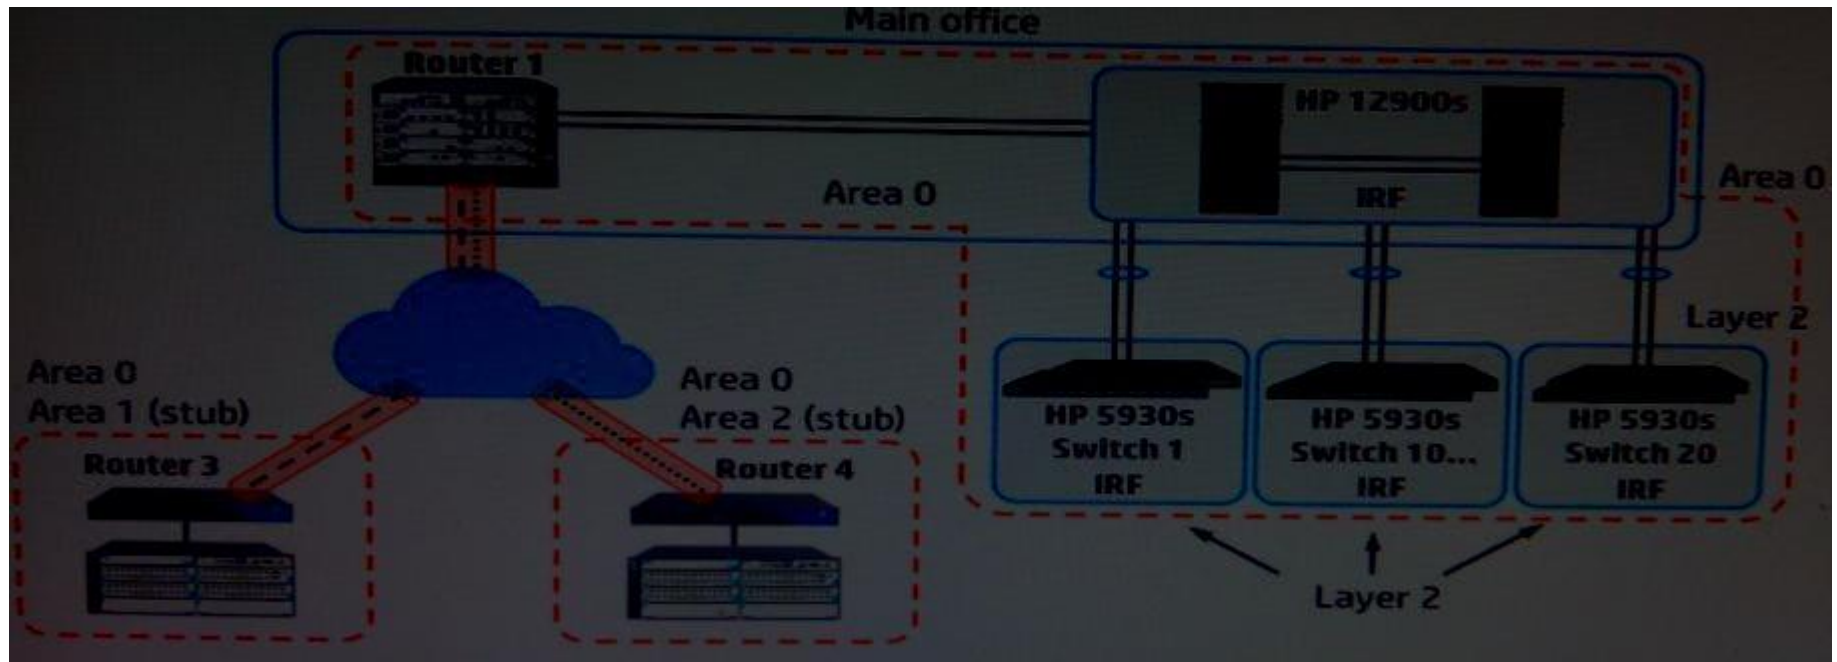 Main office
Router 1
HP 12900s
IRF
Area 0
Area 0
Layer 2
Area 0
Area 1 (stub)
Router 3
Area 0
Area 2 (stub)
Router 4
HP 5930s
Switch 1
IRF
HP 5930s
Switch 10...
IRF
HP 5930s
Switch 20
IRF
Layer 2